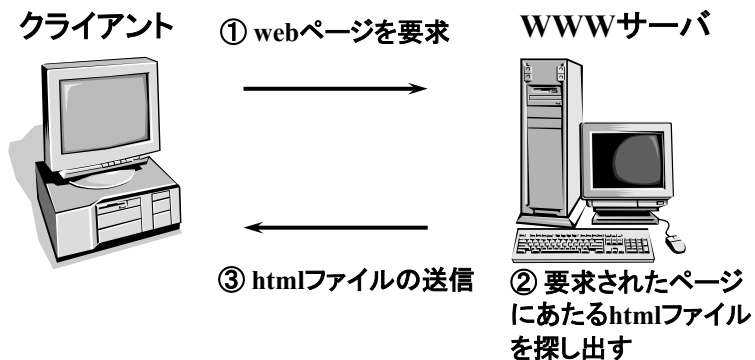 クライアント
① webページを要求
WWWサーバ
③ htmlファイルの送信
② 要求されたページ
にあたるhtmlファイル
を探し出す